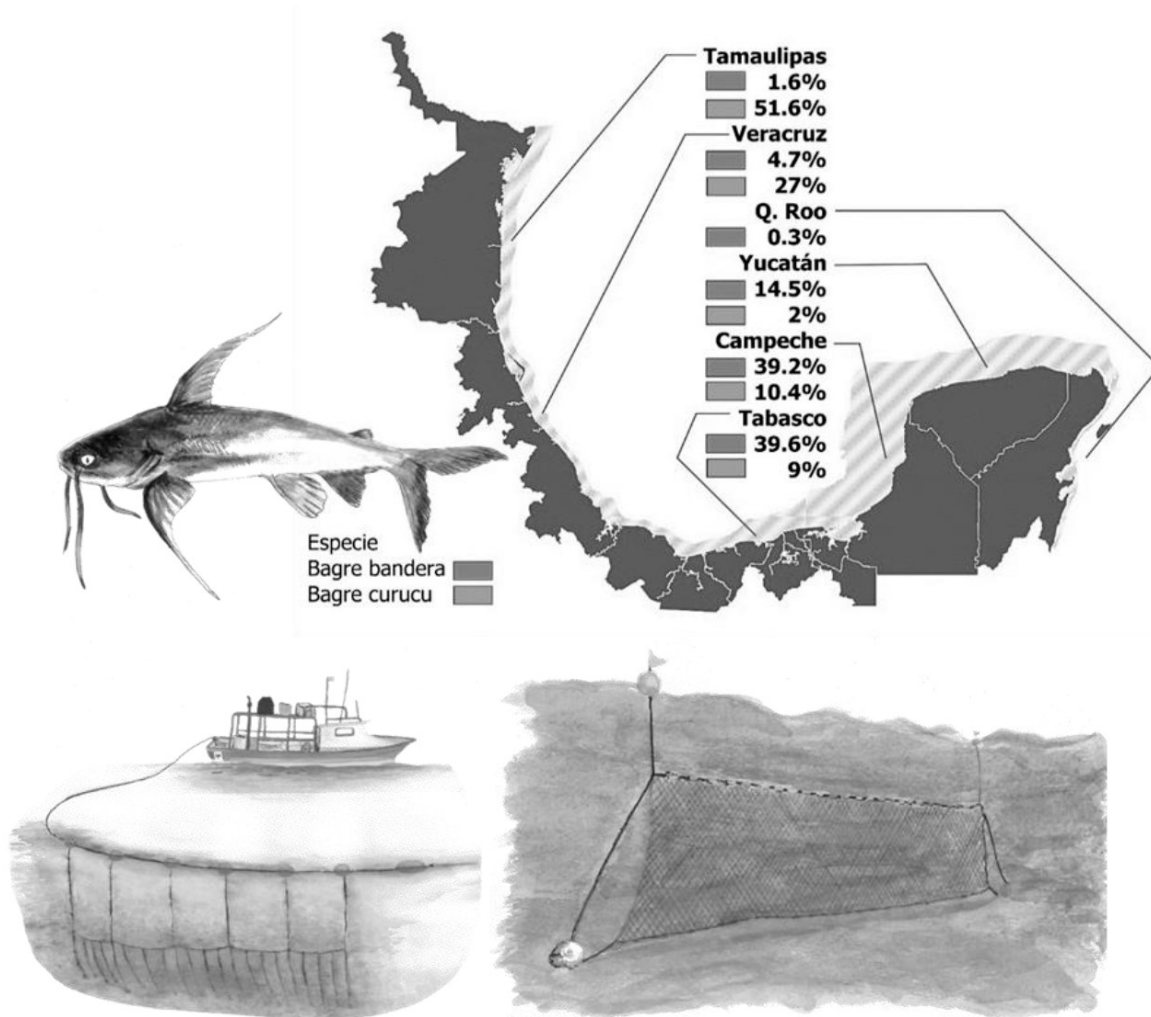 Tamaulipas
1.6%
51.6%
Veracruz
4.7%
27%
Q. Roo
0.3%
Yucatán
14.5%
2%
Campeche
39.2%
10.4%
Tabasco
39.6%
9%
Especie
Bagre bandera
Bagre curucu